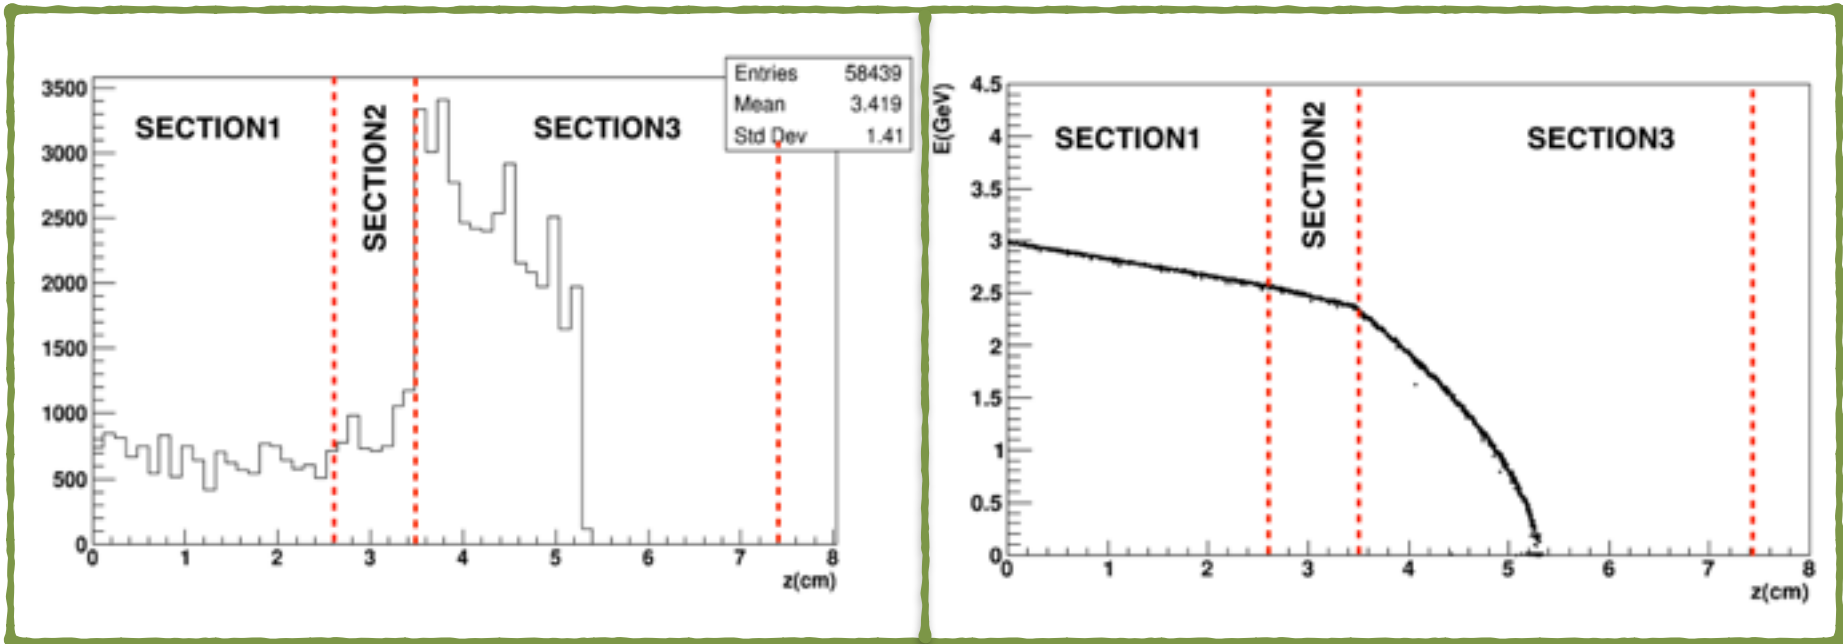 Entries 58439
Mean 3.419
Std Dev 1.41
SECTION1
SECTION2
SECTION3
3500
3000
2500
2000
1500
1000
500
0
0 1 2 3 4 5 6 7 8
z(cm)
E(GeV)
SECTION1
SECTION2
SECTION3
4.5
4
3.5
3
2.5
2
1.5
1
0.5
0
0 1 2 3 4 5 6 7 8
z(cm)